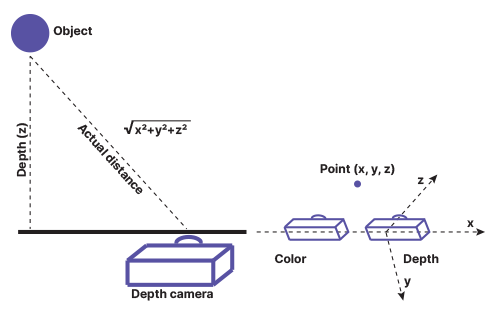 Object
Depth (z)
Actual distance
√x²+y²+z²
Depth camera
Point (x, y, z)
z
x
y
Color
Depth